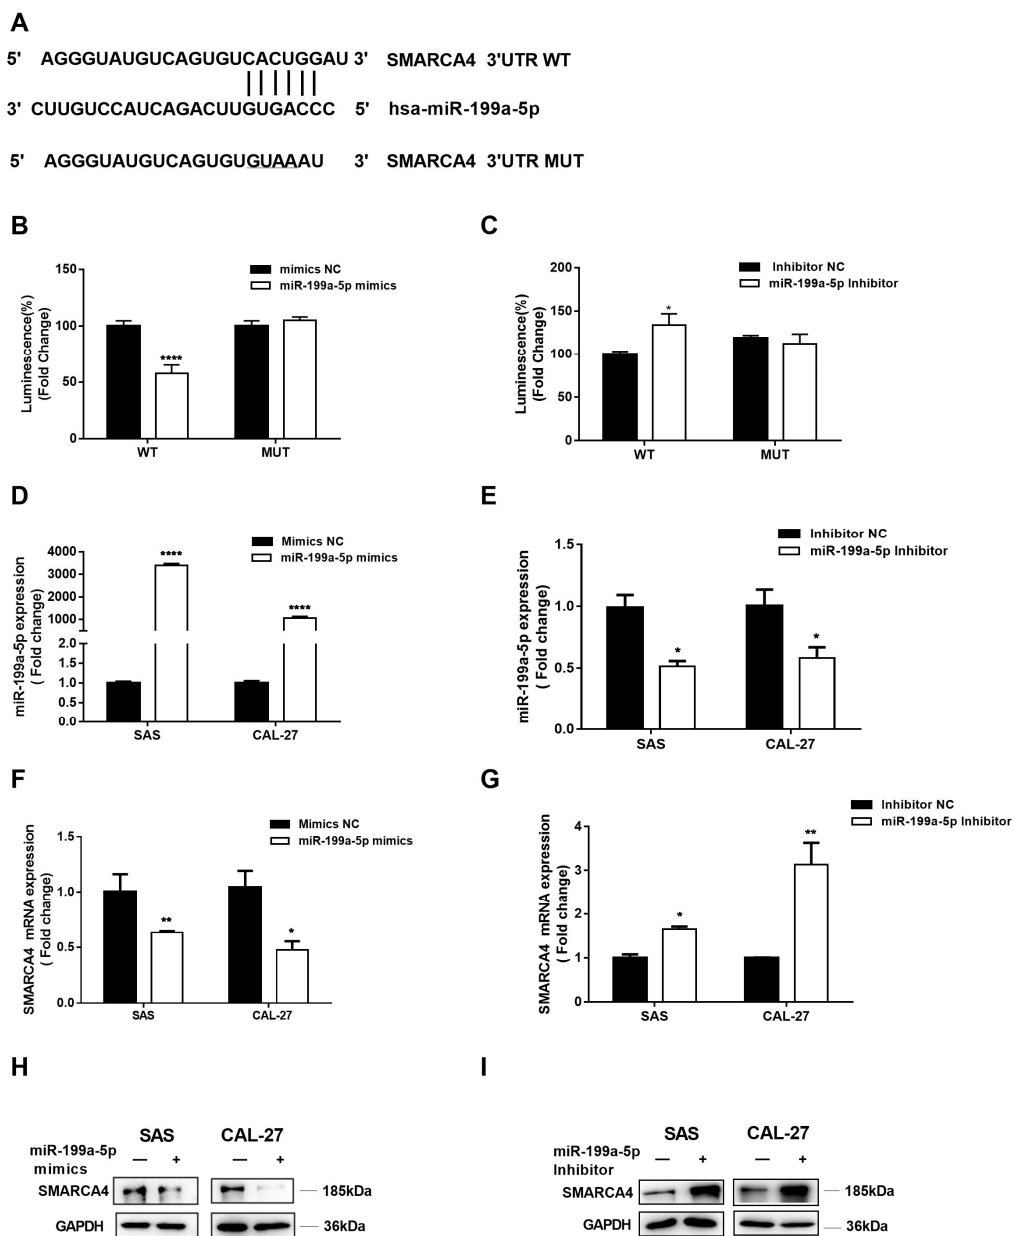 A
5' AGGGUAUGUCAGUGUCACUGGAU 3' SMARCA4 3'UTR WT
3' CUUGUCCAUCAGACUUGUGACCC 5' hsa-miR-199a-5p
5' AGGGUAUGUCAGUGUGUAAAU 3' SMARCA4 3'UTR MUT
B
mimics NC
miR-199a-5p mimics
Luminescence(%)
(Fold Change)
150
100
50
0
****
WT MUT
C
Inhibitor NC
miR-199a-5p Inhibitor
Luminescence(%)
(Fold Change)
200
150
100
50
0
*
WT MUT
D
Mimics NC
miR-199a-5p mimics
miR-199a-5p expression
( Fold change)
4000
3000
2000
1000
2.0
1.5
1.0
0.5
0.0
****
****
SAS CAL-27
E
Inhibitor NC
miR-199a-5p Inhibitor
miR-199a-5p expression
( Fold change)
1.5
1.0
0.5
0.0
*
*
SAS CAL-27
F
Mimics NC
miR-199a-5p mimics
SMARCA4 mRNA expression
( Fold change)
1.5
1.0
0.5
0.0
**
*
SAS CAL-27
G
Inhibitor NC
miR-199a-5p Inhibitor
SMARCA4 mRNA expression
( Fold change)
4
3
2
1
0
*
**
SAS CAL-27
H
SAS CAL-27
miR-199a-5p
mimics
— + — +
SMARCA4 185kDa
GAPDH 36kDa
I
SAS CAL-27
miR-199a-5p
Inhibitor
— + — +
SMARCA4 185kDa
GAPDH 36kDa